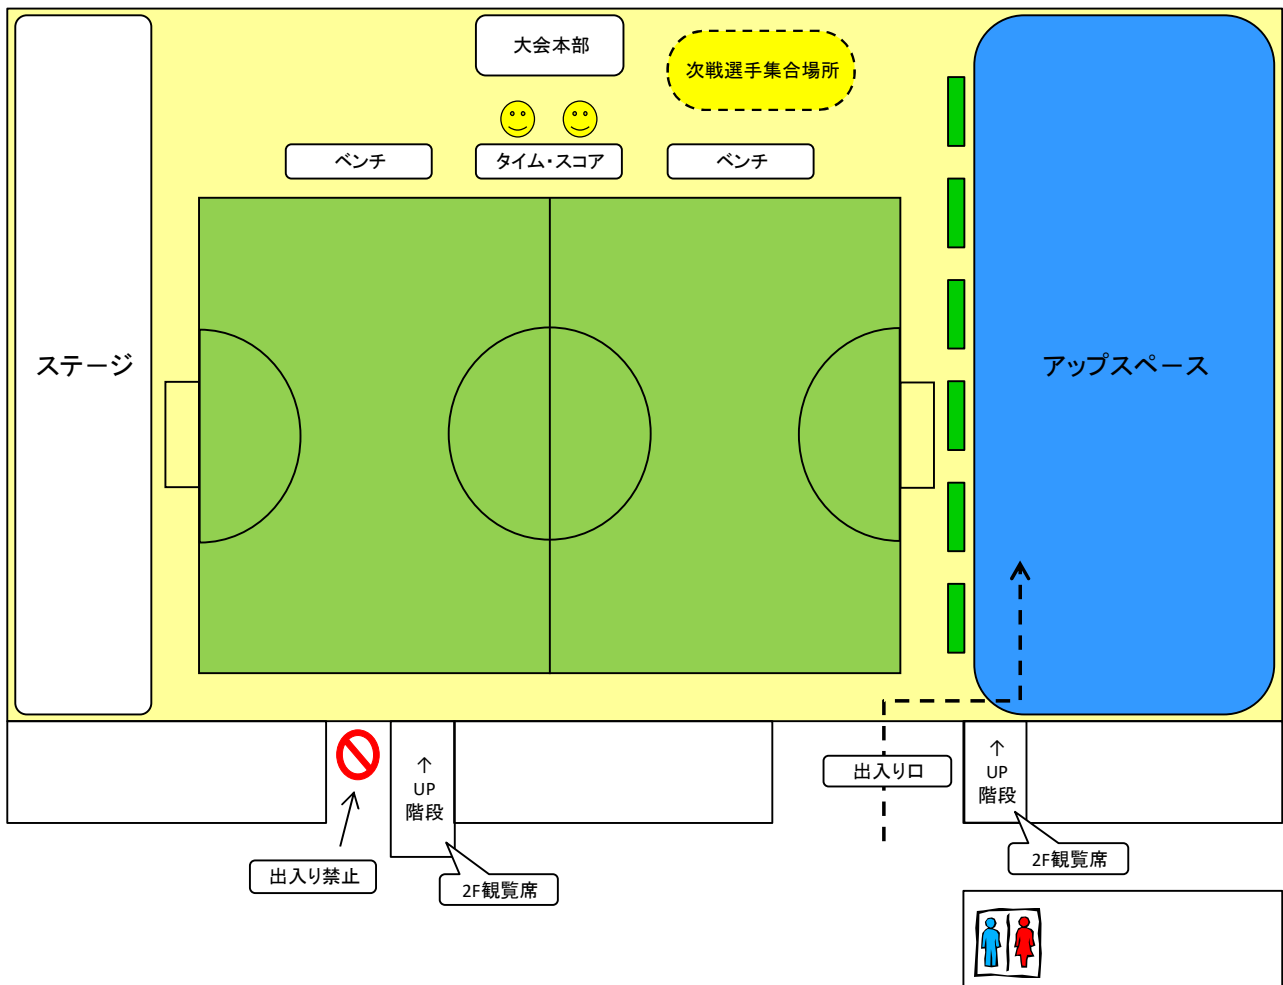 大会本部
次戦選手集合場所
ベンチ
タイム・スコア
ベンチ
ステージ
アップスペース
出入り口
↑
UP
階段
↑
UP
階段
2F観覧席
出入り禁止
2F観覧席